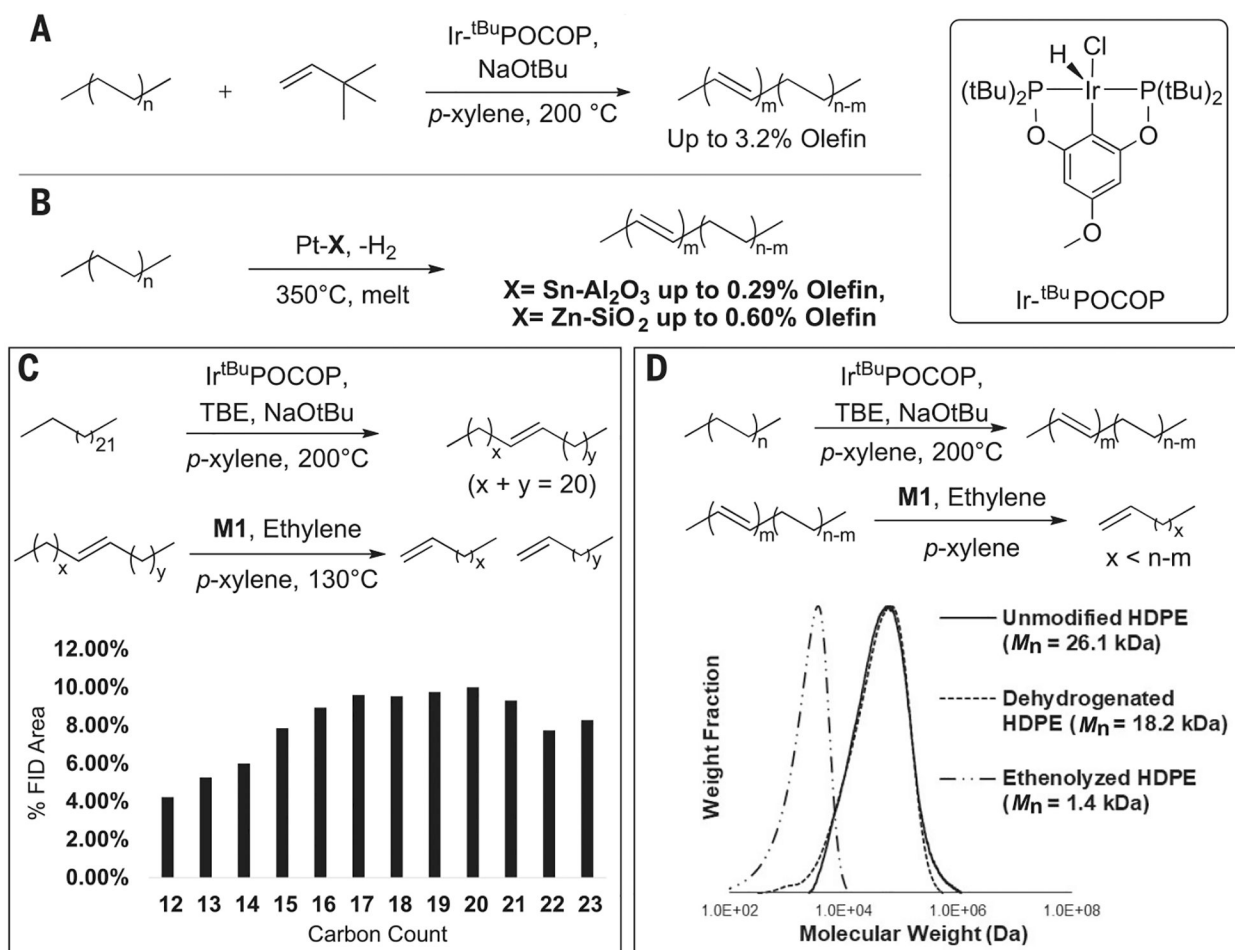 A
Ir-tBuPOCOP,
NaOtBu
p-xylene, 200 °C
n
+
m
n-m
Up to 3.2% Olefin
H
Cl
(tBu)2P
Ir
P(tBu)2
O
O
O
Ir-tBuPOCOP
B
n
Pt-X, -H2
350°C, melt
m
n-m
X= Sn-Al2O3 up to 0.29% Olefin,
X= Zn-SiO2 up to 0.60% Olefin
C
IrtBuPOCOP,
TBE, NaOtBu
p-xylene, 200°C
21
x
y
(x + y = 20)
x
y
M1, Ethylene
p-xylene, 130°C
x
y
12.00%
10.00%
8.00%
6.00%
4.00%
2.00%
0.00%
% FID Area
12 13 14 15 16 17 18 19 20 21 22 23
Carbon Count
D
IrtBuPOCOP,
TBE, NaOtBu
p-xylene, 200°C
n
m
n-m
m
n-m
M1, Ethylene
p-xylene
x
x < n-m
Unmodified HDPE
(Mn = 26.1 kDa)
Dehydrogenated
HDPE (Mn = 18.2 kDa)
Ethenolyzed HDPE
(Mn = 1.4 kDa)
Weight Fraction
1.0E+02 1.0E+04 1.0E+06 1.0E+08
Molecular Weight (Da)